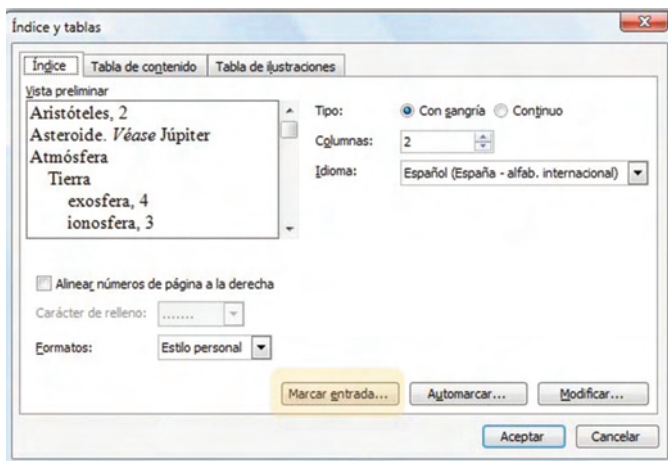 Índice y tablas
Índice
Tabla de contenido
Tabla de ilustraciones
Vista preliminar
Aristóteles, 2
Asteroide. Véase Júpiter
Atmósfera
Tierra
exosfera, 4
ionosfera, 3
Tipo: Con sangría Continuo
Columnas: 2
Idioma: Español (España - alfab. internacional)
Alinear números de página a la derecha
Carácter de relleno: .......
Formatos: Estilo personal
Marcar entrada... Automarcar... Modificar...
Aceptar Cancelar